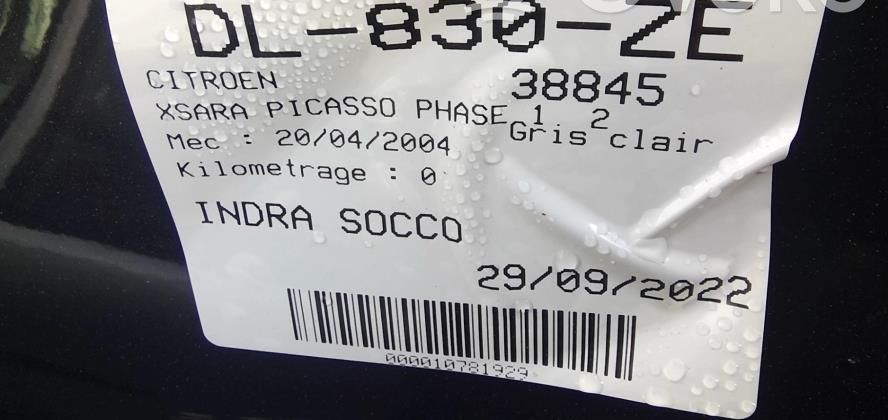 DL-830-ZE
CITROEN 38845
XSARA PICASSO PHASE 1 2
Mec : 20/04/2004 Gris clair
Kilometrage : 0
INDRA SOCCO
29/09/2022
000010781929